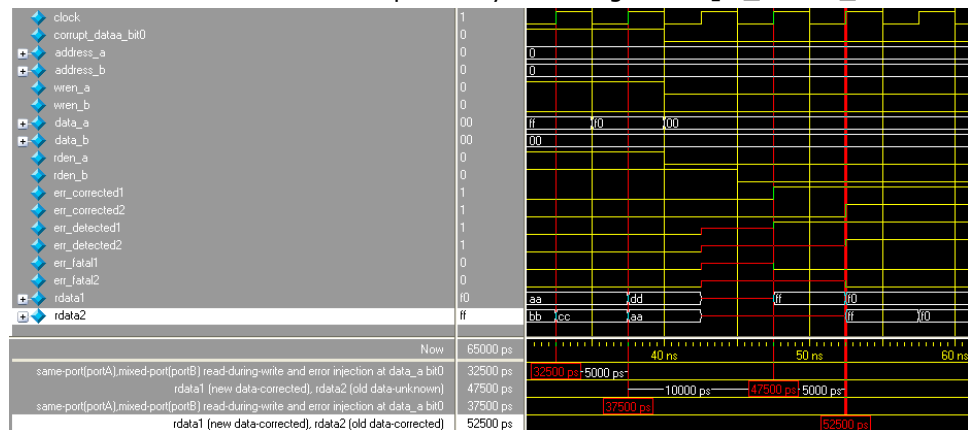 clock 1
corrupt_dataa_bit0 0
address_a 0 0
address_b 0 0
wren_a 0
wren_b 0
data_a 00 ff f0 00
data_b 00 00
rden_a 0
rden_b 0
err_corrected1 1
err_corrected2 1
err_detected1 1
err_detected2 1
err_fatal1 0
err_fatal2 0
rdata1 f0 aa dd ff f0
rdata2 ff bb cc aa ff f0
Now 65000 ps 40 ns 50 ns 60 ns
same-port(portA),mixed-port(portB) read-during-write and error injection at data_a bit0 32500 ps 32500 ps 5000 ps
rdata1 (new data-corrected), rdata2 (old data-unknown) 47500 ps 10000 ps 47500 ps 5000 ps
same-port(portA),mixed-port(portB) read-during-write and error injection at data_a bit0 37500 ps 37500 ps
rdata1 (new data-corrected), rdata2 (old data-corrected) 52500 ps 52500 ps